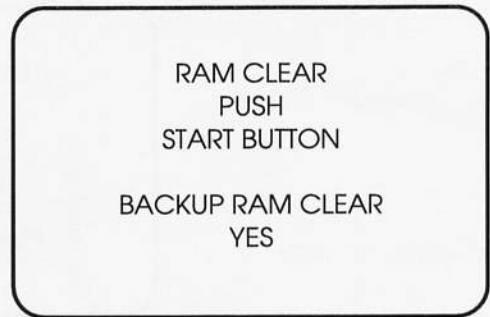 RAM CLEAR
PUSH
START BUTTON
BACKUP RAM CLEAR
YES